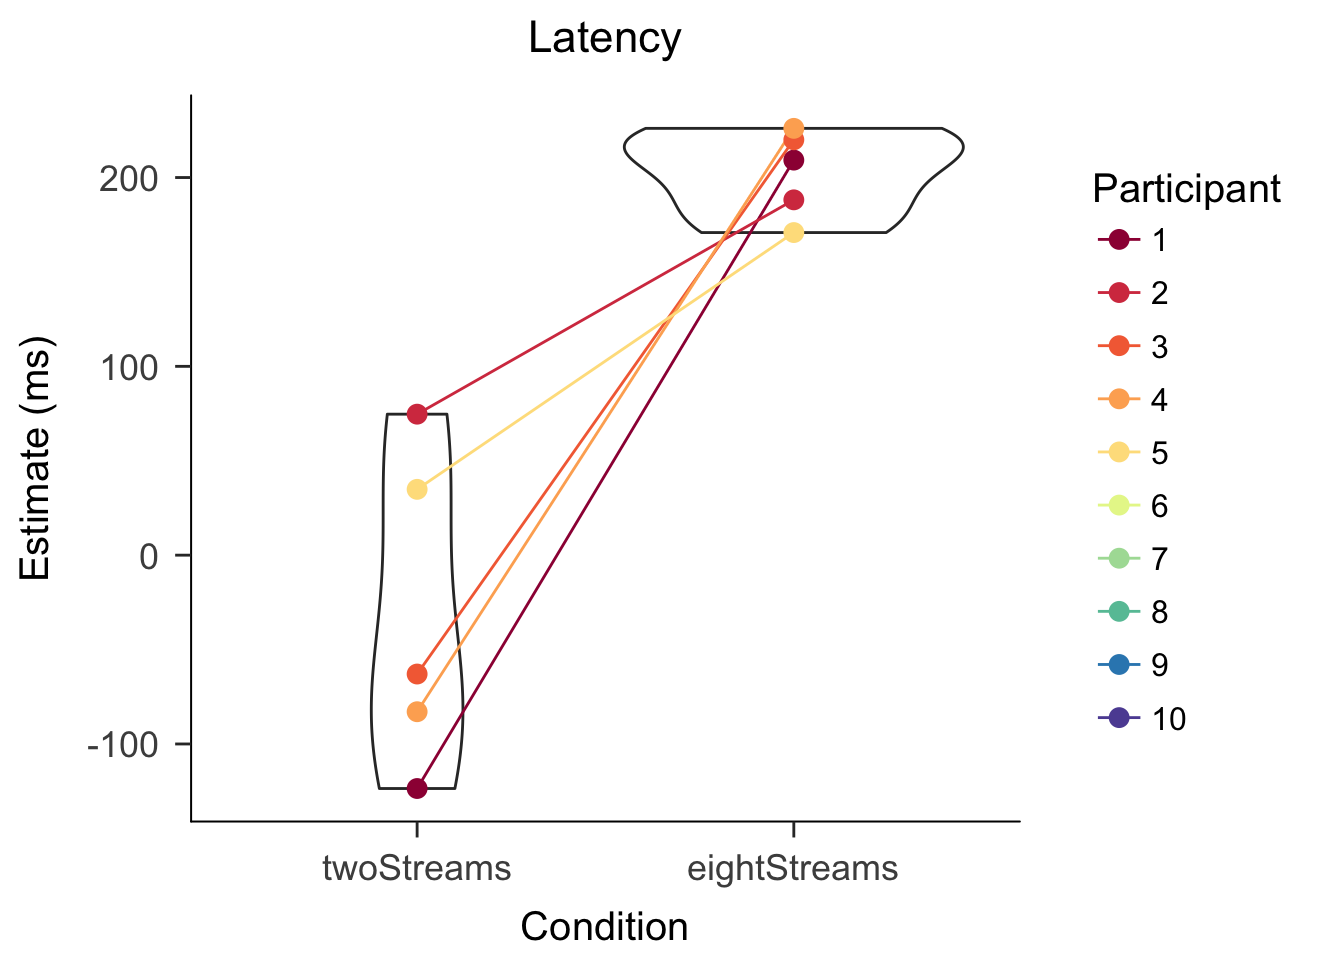 Latency
Estimate (ms)
200
100
0
-100
twoStreams
eightStreams
Condition
Participant
1
2
3
4
5
6
7
8
9
10